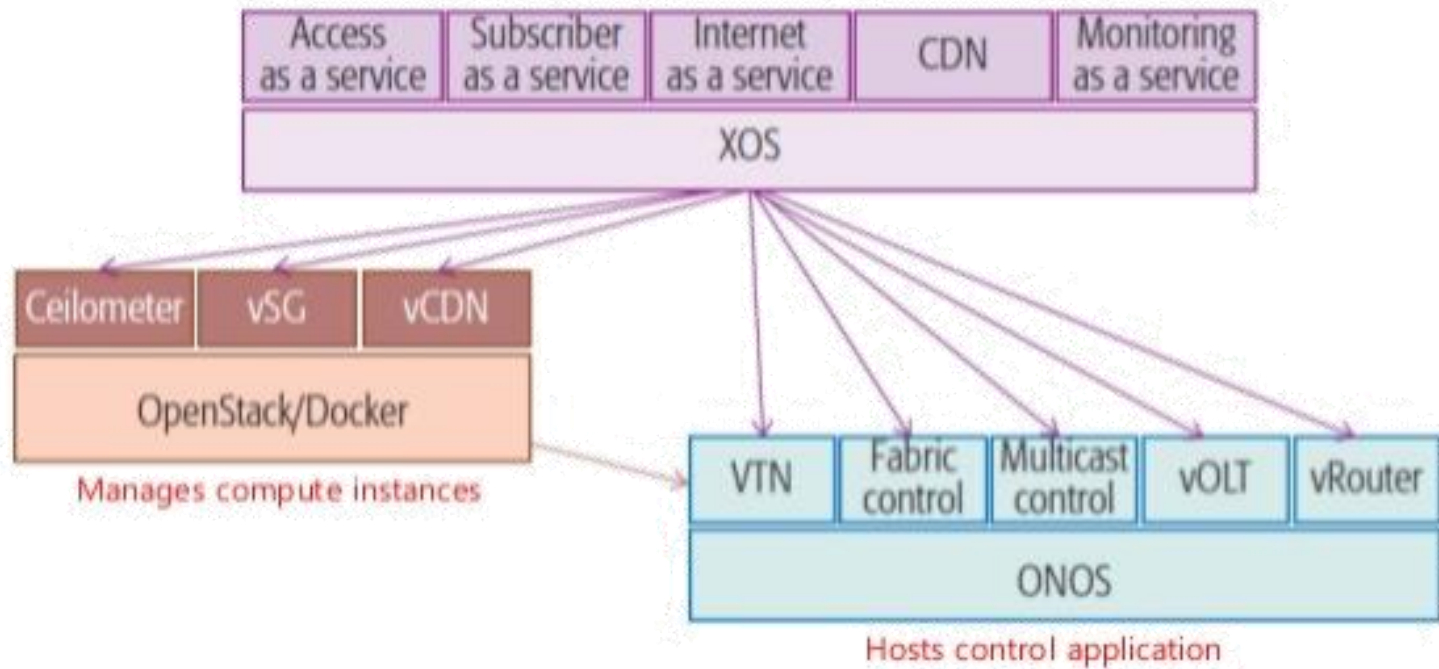 Access
as a service
Subscriber
as a service
Internet
as a service
CDN
Monitoring
as a service
XOS
Ceilometer
vSG
vCDN
OpenStack/Docker
Manages compute instances
VTN
Fabric
control
Multicast
control
vOLT
vRouter
ONOS
Hosts control application